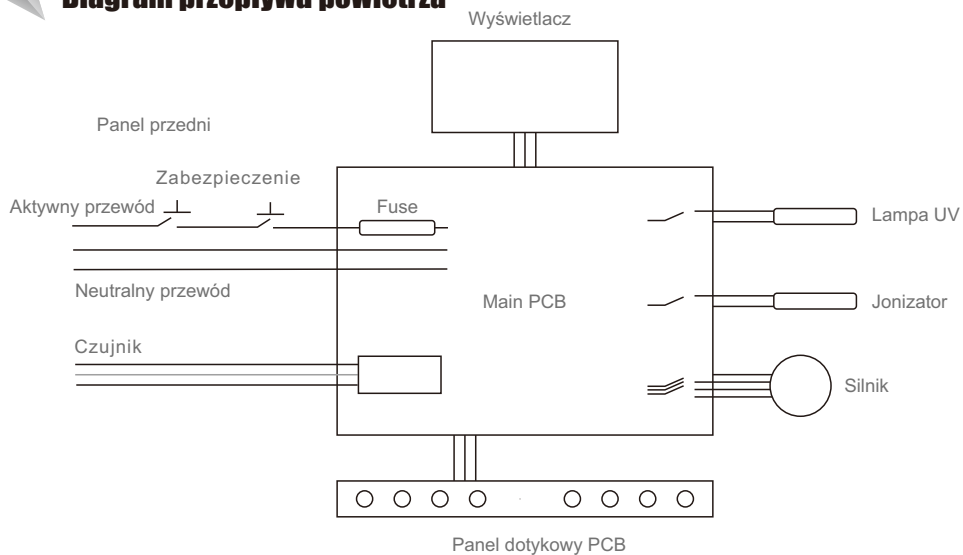 Diagram przepływu powietrza
Wyświetlacz
Panel przedni
Zabezpieczenie
Aktywny przewód
Fuse
Lampa UV
Neutralny przewód
Main PCB
Jonizator
Czujnik
Silnik
Panel dotykowy PCB